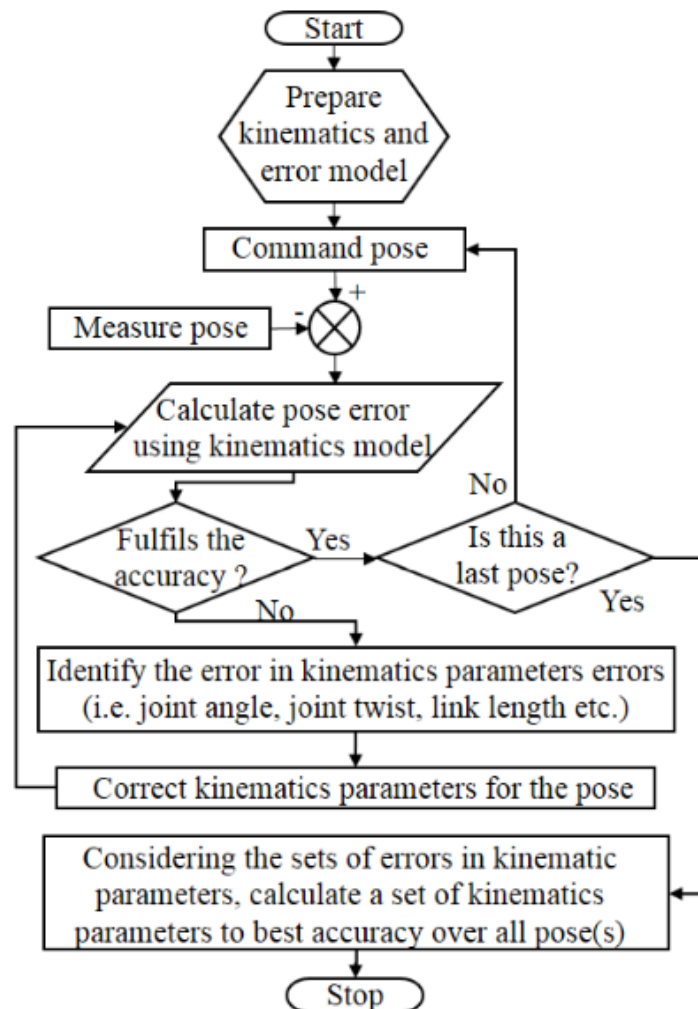 Start
Prepare
kinematics and
error model
Command pose
+
-
Measure pose
Calculate pose error
using kinematics model
No
Fulfils the
accuracy ?
Yes
Is this a
last pose?
Yes
No
Identify the error in kinematics parameters errors
(i.e. joint angle, joint twist, link length etc.)
Correct kinematics parameters for the pose
Considering the sets of errors in kinematic
parameters, calculate a set of kinematics
parameters to best accuracy over all pose(s)
Stop